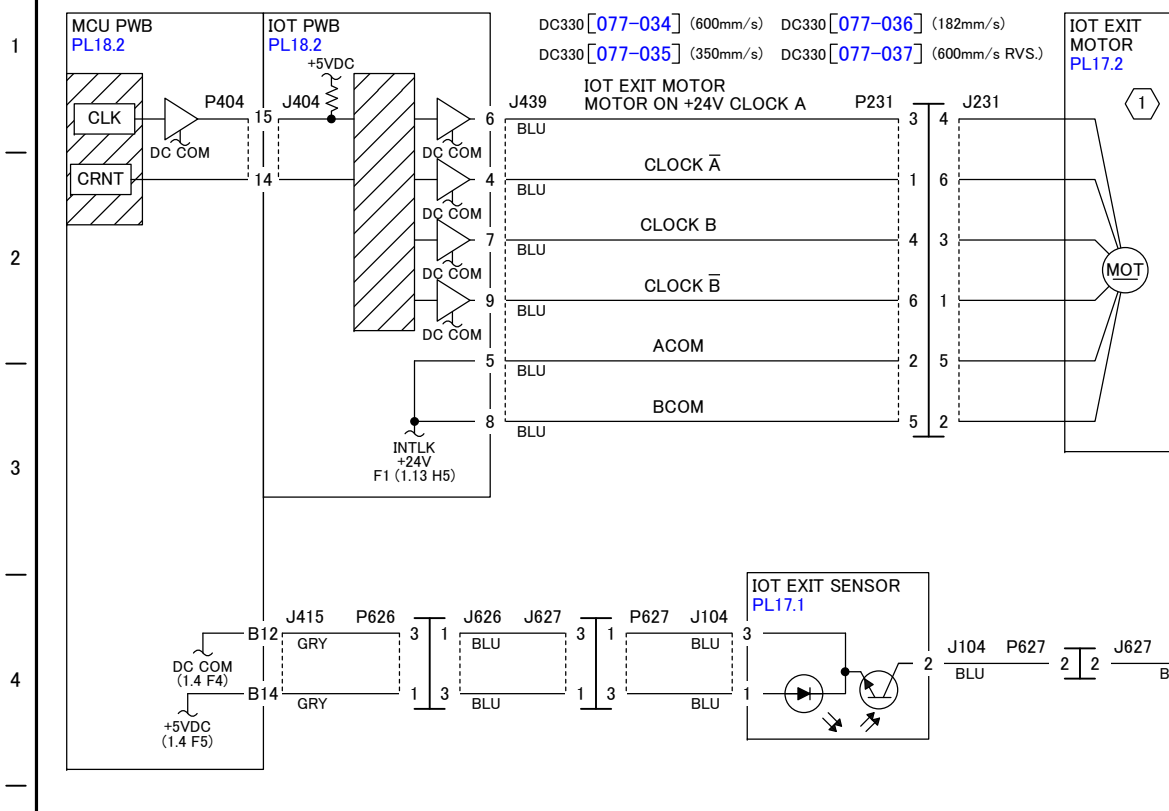 1
2
3
4
MCU PWB
PL18.2
IOT PWB
PL18.2
+5VDC
DC330 [077-034] (600mm/s) DC330 [077-036] (182mm/s)
DC330 [077-035] (350mm/s) DC330 [077-037] (600mm/s RVS.)
IOT EXIT
MOTOR
PL17.2
1
IOT EXIT MOTOR
MOTOR ON +24V CLOCK A
P404 J404 J439 P231 J231
CLK 15 6 BLU 3 4
DC COM DC COM
CRNT 14 4 BLU CLOCK A̅ 1 6
DC COM
7 BLU CLOCK B 4 3
DC COM
MOT
9 BLU CLOCK B̅ 6 1
DC COM
5 BLU ACOM 2 5
8 BLU BCOM 5 2
INTLK
+24V
F1 (1.13 H5)
IOT EXIT SENSOR
PL17.1
J415 P626 J626 J627 P627 J104
B12 GRY 3 1 BLU 3 1 BLU 3
DC COM
(1.4 F4)
J104 P627 J627
2 BLU 2 2 B
B14 GRY 1 3 BLU 1 3 BLU 1
+5VDC
(1.4 F5)